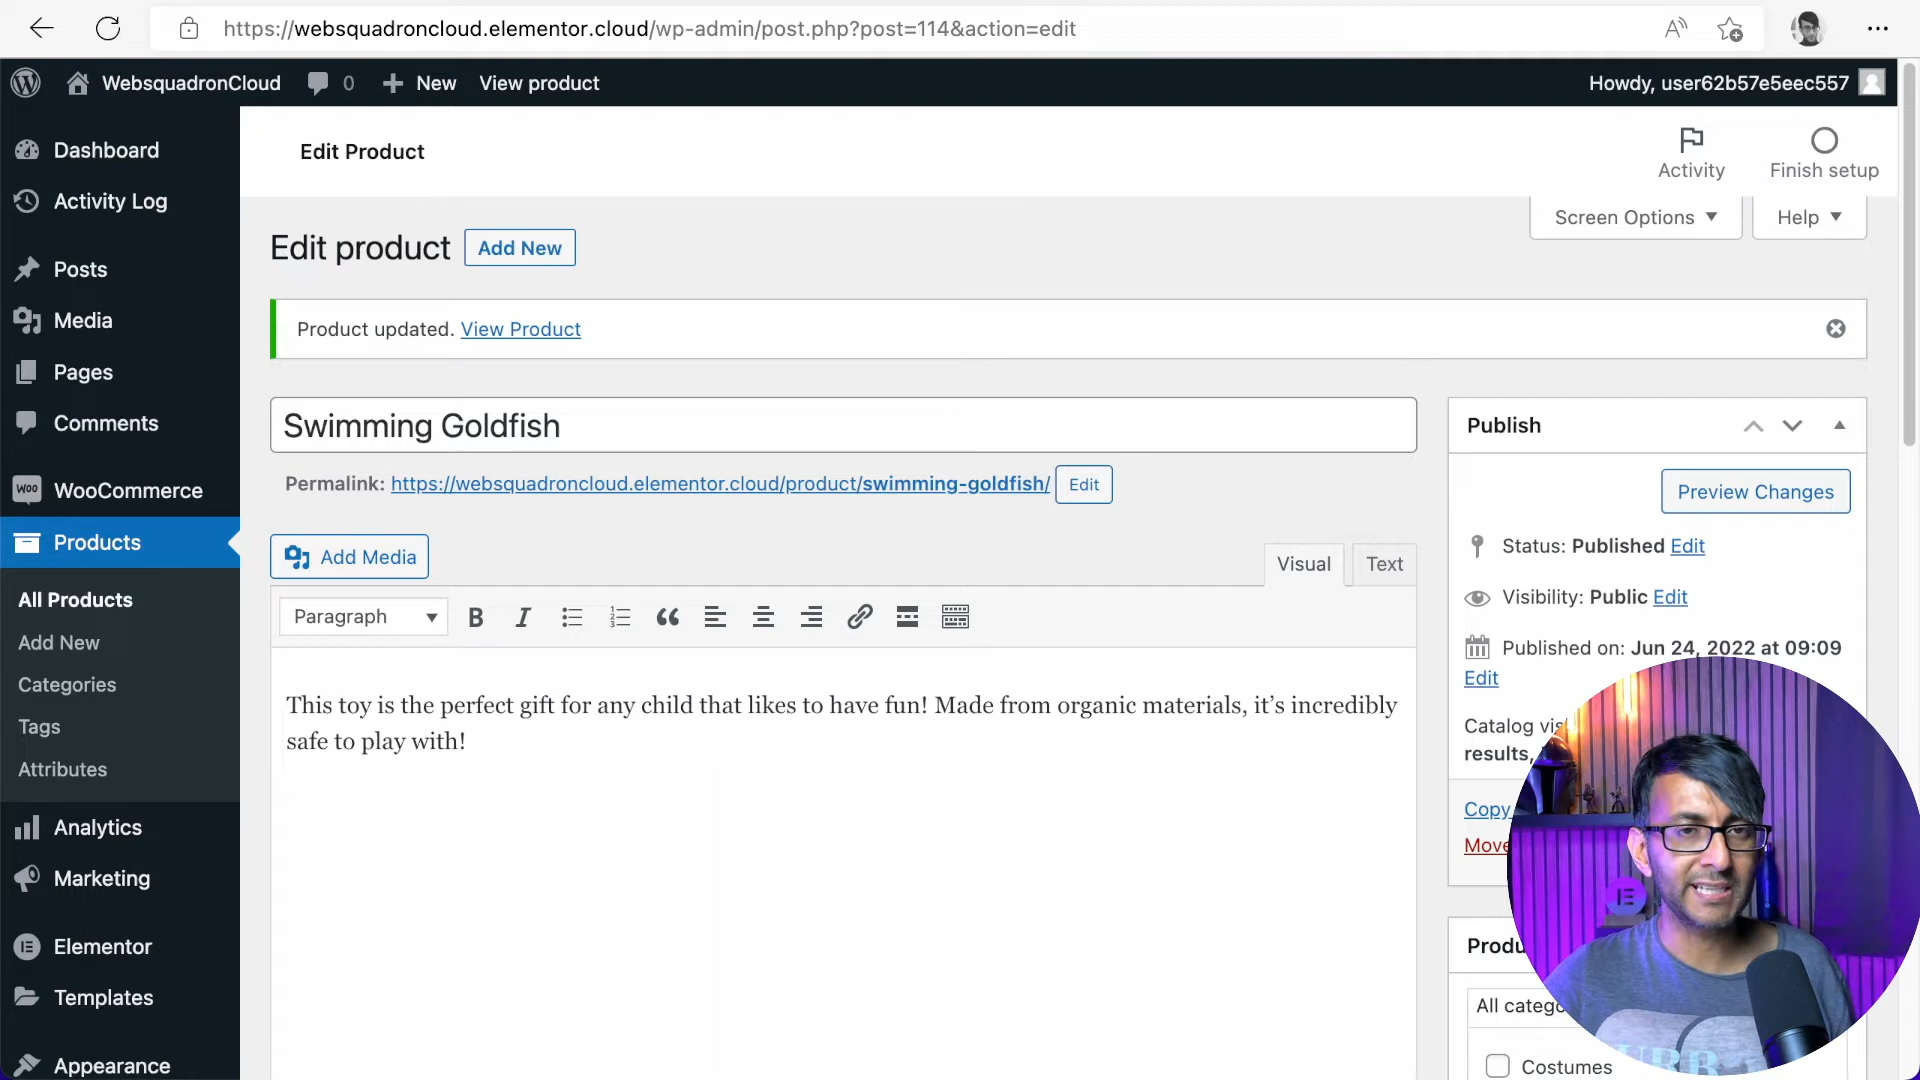 https://websquadroncloud.elementor.cloud/wp-admin/post.php?post=114&action=edit
WebsquadronCloud
0
New
View product
Howdy, user62b57e5eec557
Dashboard
Activity Log
Posts
Media
Pages
Comments
WooCommerce
Products
All Products
Add New
Categories
Tags
Attributes
Analytics
Marketing
Elementor
Templates
Appearance
Edit Product
Activity
Finish setup
Screen Options
Help
Edit product
Add New
Product updated. View Product
Swimming Goldfish
Permalink: https://websquadroncloud.elementor.cloud/product/swimming-goldfish/ Edit
Add Media
Visual
Text
Paragraph
This toy is the perfect gift for any child that likes to have fun! Made from organic materials, it’s incredibly
safe to play with!
Publish
Preview Changes
Status: Published Edit
Visibility: Public Edit
Published on: Jun 24, 2022 at 09:09
Edit
Catalog
results,
Copy
Move
All
Costumes